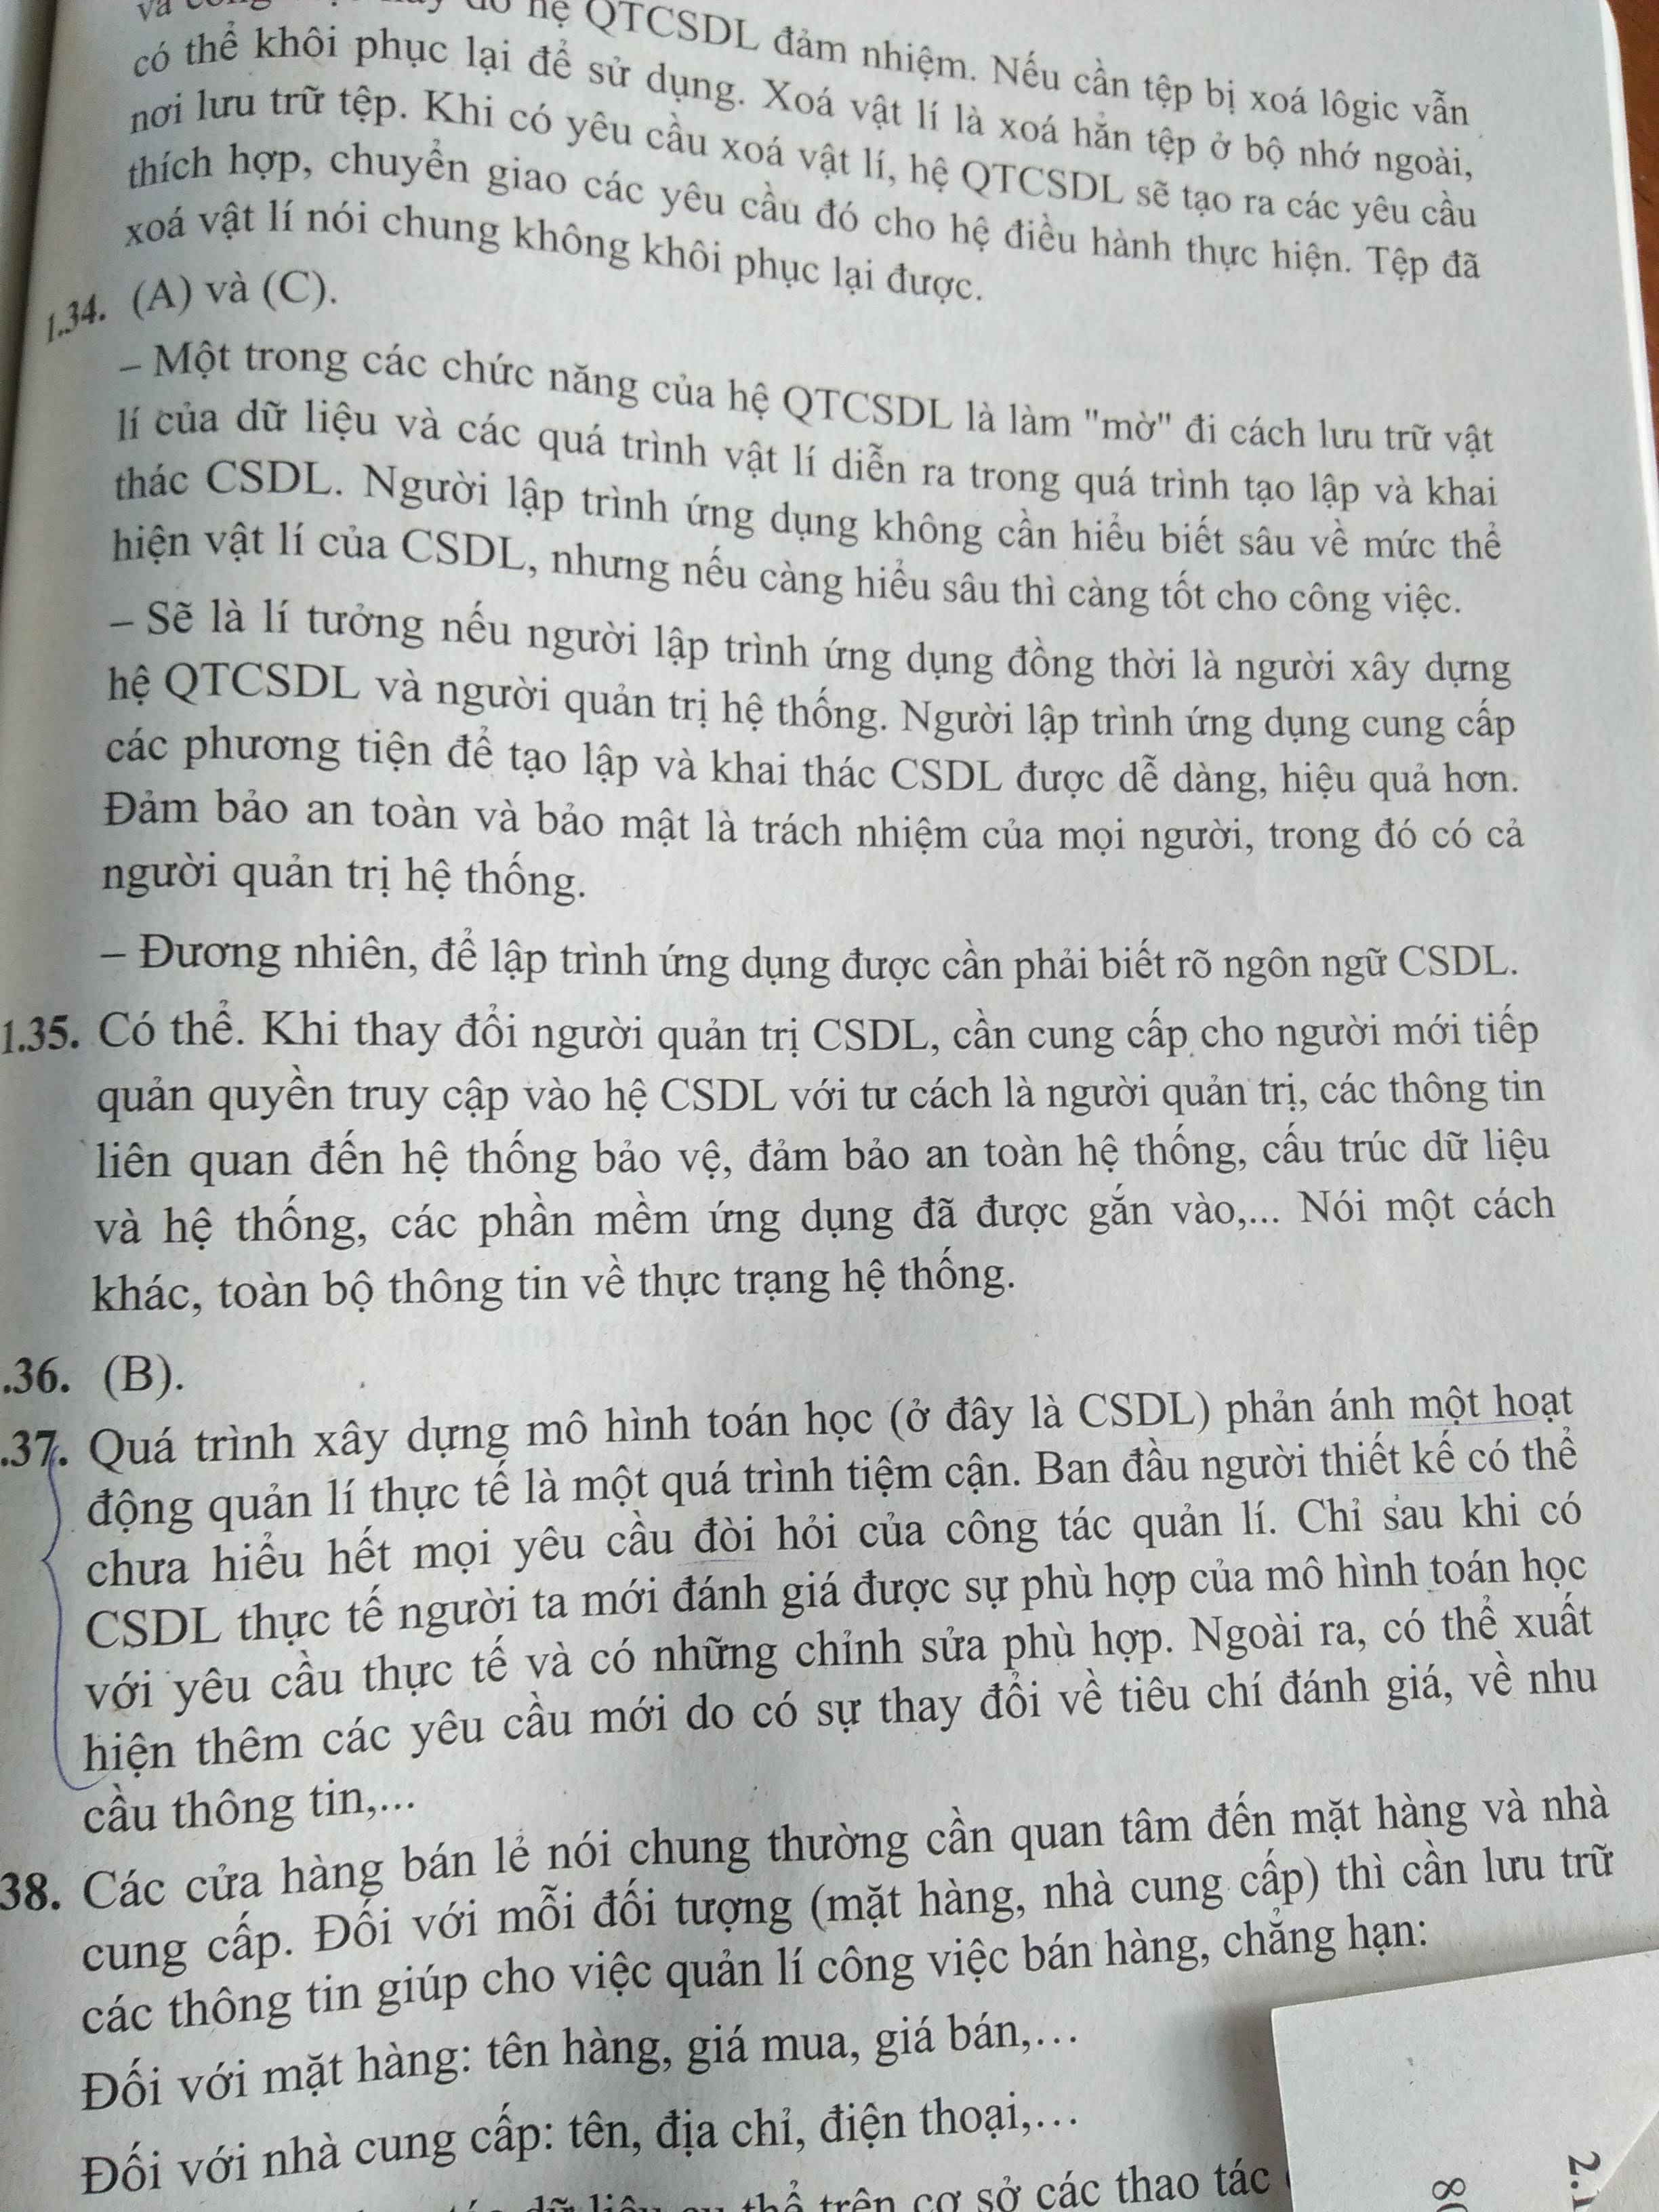 hệ QTCSDL đảm nhiệm. Nếu cần tệp bị xoá lôgic vẫn
có thể khôi phục lại để sử dụng. Xoá vật lí là xoá hẳn tệp ở bộ nhớ ngoài,
nơi lưu trữ tệp. Khi có yêu cầu xoá vật lí, hệ QTCSDL sẽ tạo ra các yêu cầu
thích hợp, chuyển giao các yêu cầu đó cho hệ điều hành thực hiện. Tệp đã
xoá vật lí nói chung không khôi phục lại được.
1.34. (A) và (C).
– Một trong các chức năng của hệ QTCSDL là làm "mờ" đi cách lưu trữ vật
lí của dữ liệu và các quá trình vật lí diễn ra trong quá trình tạo lập và khai
thác CSDL. Người lập trình ứng dụng không cần hiểu biết sâu về mức thể
hiện vật lí của CSDL, nhưng nếu càng hiểu sâu thì càng tốt cho công việc.
– Sẽ là lí tưởng nếu người lập trình ứng dụng đồng thời là người xây dựng
hệ QTCSDL và người quản trị hệ thống. Người lập trình ứng dụng cung cấp
các phương tiện để tạo lập và khai thác CSDL được dễ dàng, hiệu quả hơn.
Đảm bảo an toàn và bảo mật là trách nhiệm của mọi người, trong đó có cả
người quản trị hệ thống.
– Đương nhiên, để lập trình ứng dụng được cần phải biết rõ ngôn ngữ CSDL.
1.35. Có thể. Khi thay đổi người quản trị CSDL, cần cung cấp cho người mới tiếp
quản quyền truy cập vào hệ CSDL với tư cách là người quản trị, các thông tin
liên quan đến hệ thống bảo vệ, đảm bảo an toàn hệ thống, cấu trúc dữ liệu
và hệ thống, các phần mềm ứng dụng đã được gắn vào,... Nói một cách
khác, toàn bộ thông tin về thực trạng hệ thống.
.36. (B).
.37. Quá trình xây dựng mô hình toán học (ở đây là CSDL) phản ánh một hoạt
động quản lí thực tế là một quá trình tiệm cận. Ban đầu người thiết kế có thể
chưa hiểu hết mọi yêu cầu đòi hỏi của công tác quản lí. Chỉ sau khi có
CSDL thực tế người ta mới đánh giá được sự phù hợp của mô hình toán học
với yêu cầu thực tế và có những chỉnh sửa phù hợp. Ngoài ra, có thể xuất
hiện thêm các yêu cầu mới do có sự thay đổi về tiêu chí đánh giá, về nhu
cầu thông tin,...
38. Các cửa hàng bán lẻ nói chung thường cần quan tâm đến mặt hàng và nhà
cung cấp. Đối với mỗi đối tượng (mặt hàng, nhà cung cấp) thì cần lưu trữ
các thông tin giúp cho việc quản lí công việc bán hàng, chẳng hạn:
Đối với mặt hàng: tên hàng, giá mua, giá bán,...
Đối với nhà cung cấp: tên, địa chỉ, điện thoại,...
thể trên cơ sở các thao tác